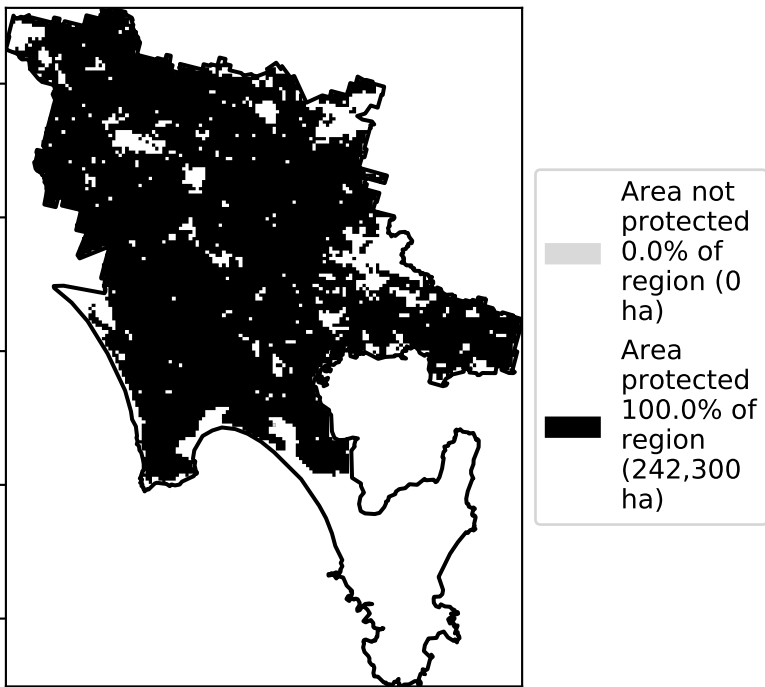 Area not
protected
0.0% of
region (0
ha)
Area
protected
100.0% of
region
(242,300
ha)